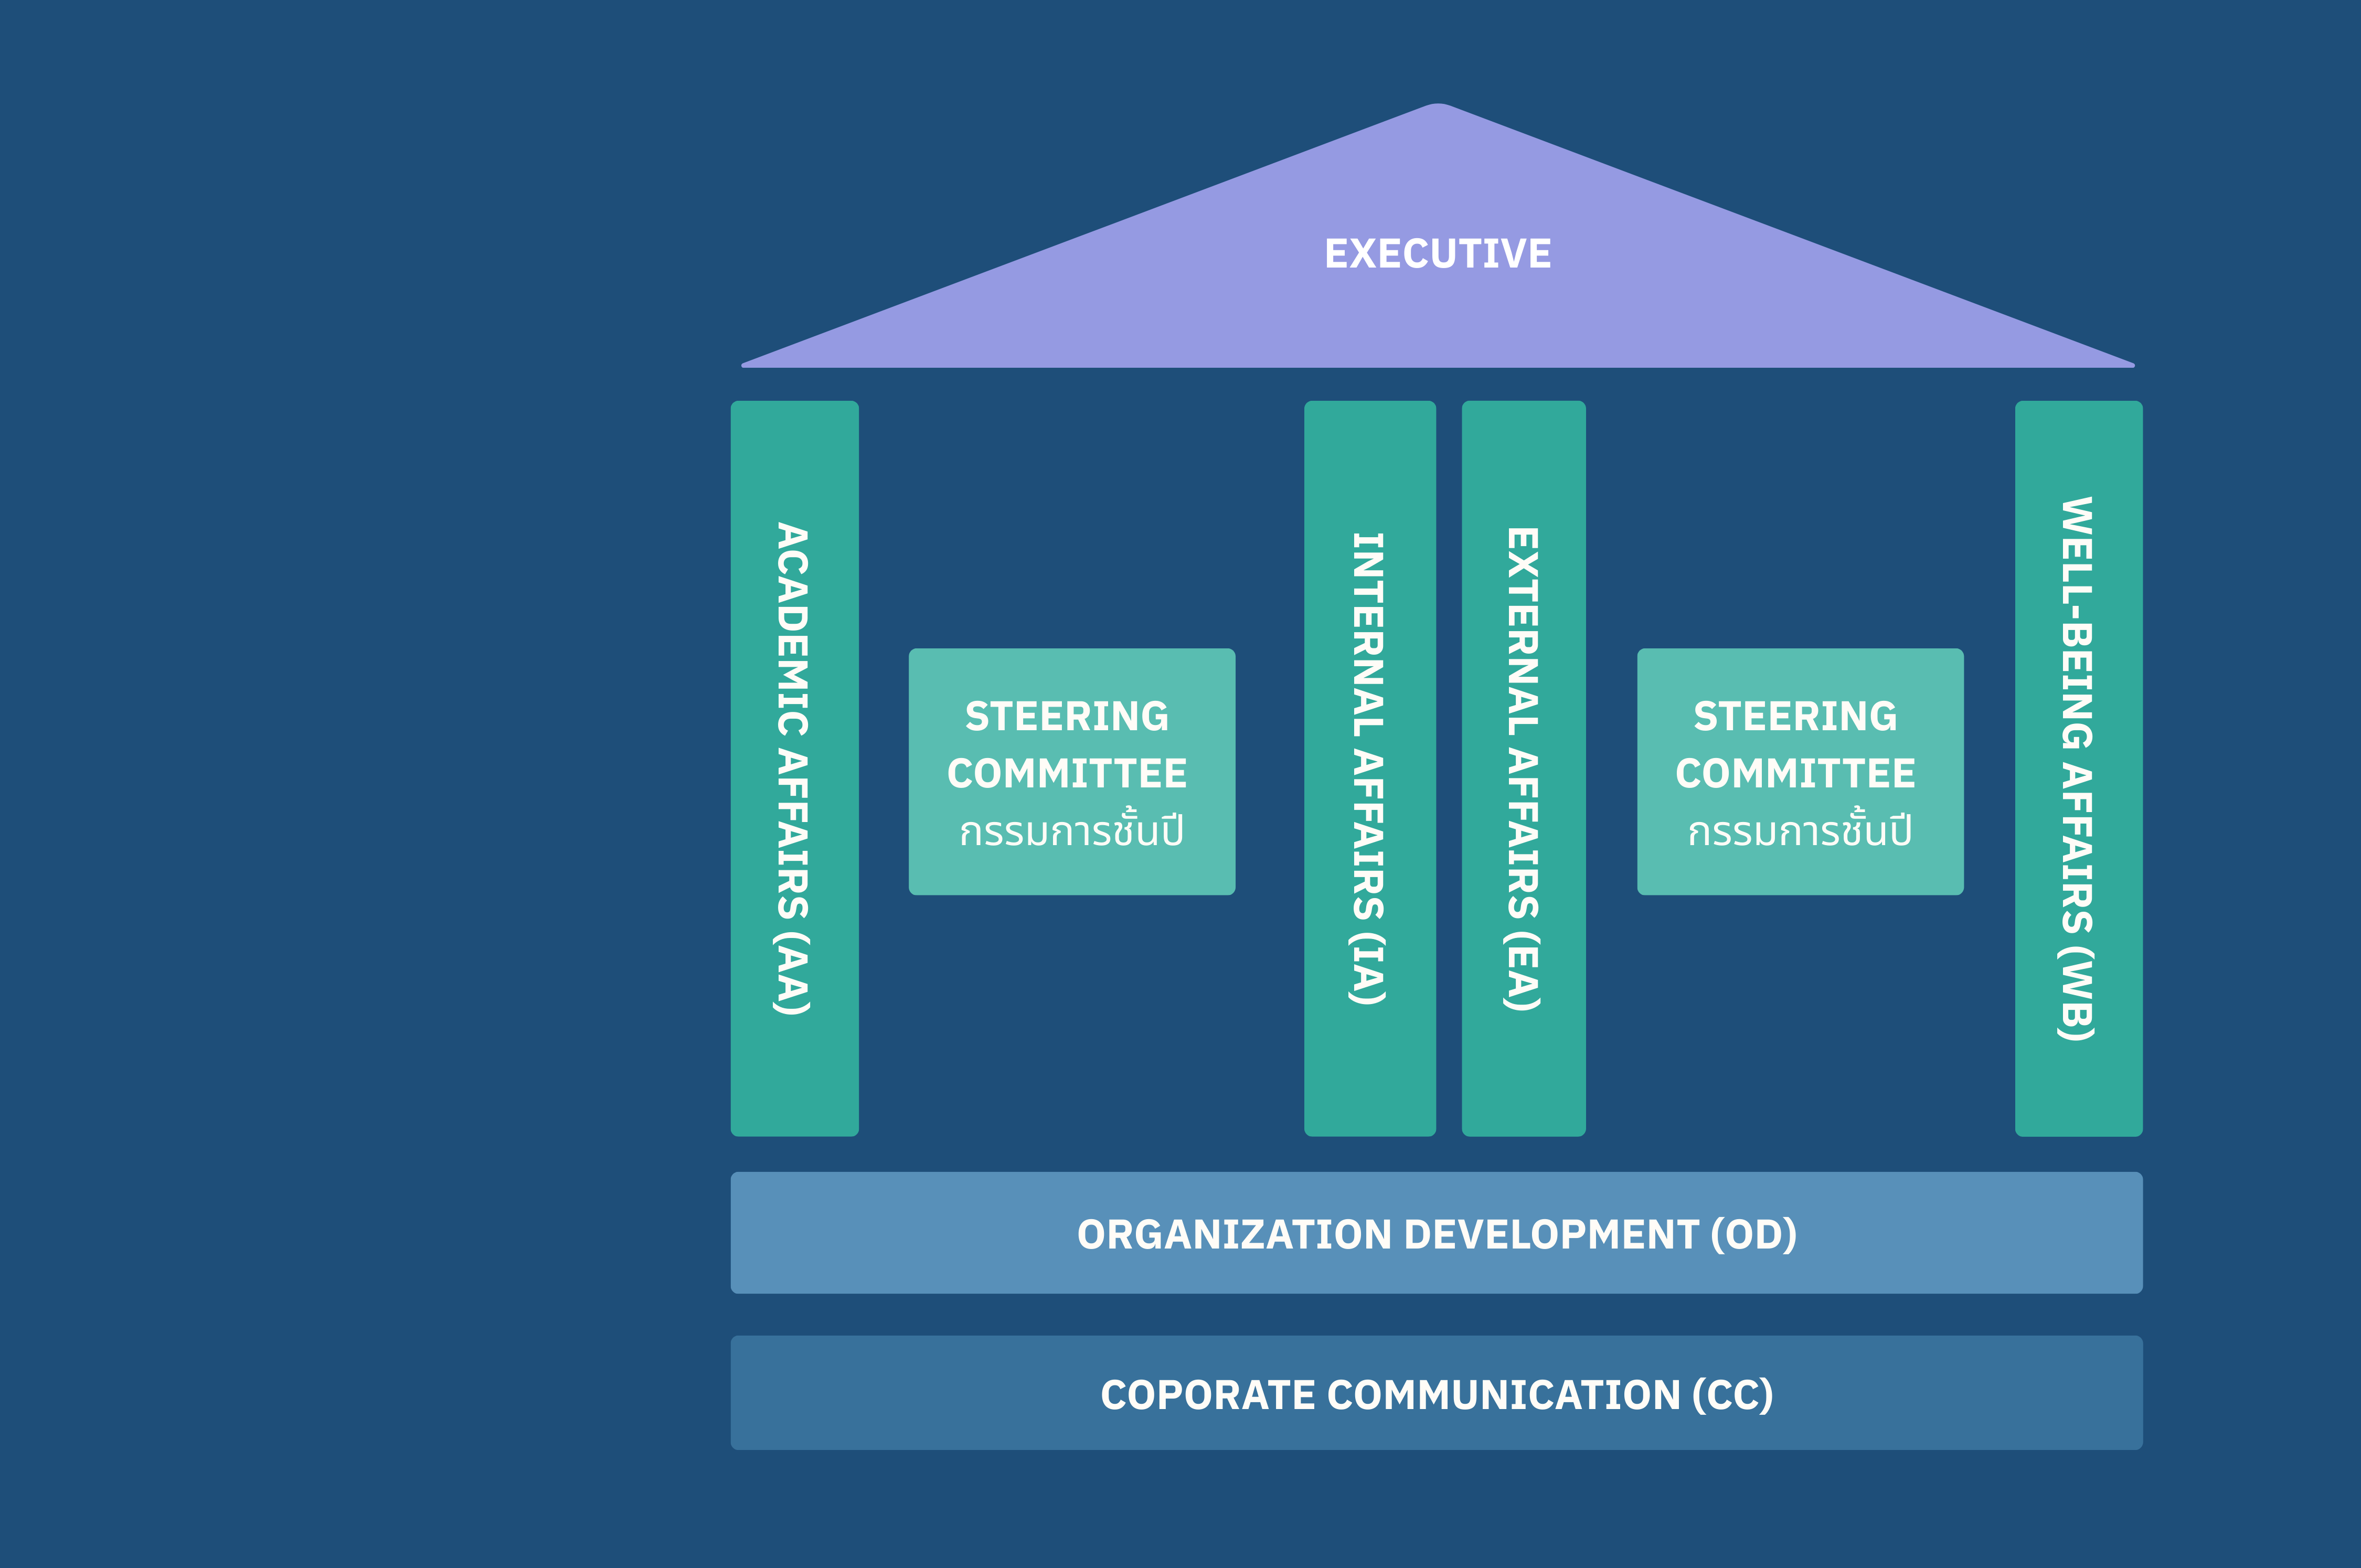 EXECUTIVE
ACADEMIC AFFAIRS (AA)
STEERING
COMMITTEE
กรรมการชั้นปี
INTERNAL AFFAIRS (IA)
EXTERNAL AFFAIRS (EA)
STEERING
COMMITTEE
กรรมการชั้นปี
WELL-BEING AFFAIRS (WB)
ORGANIZATION DEVELOPMENT (OD)
COPORATE COMMUNICATION (CC)